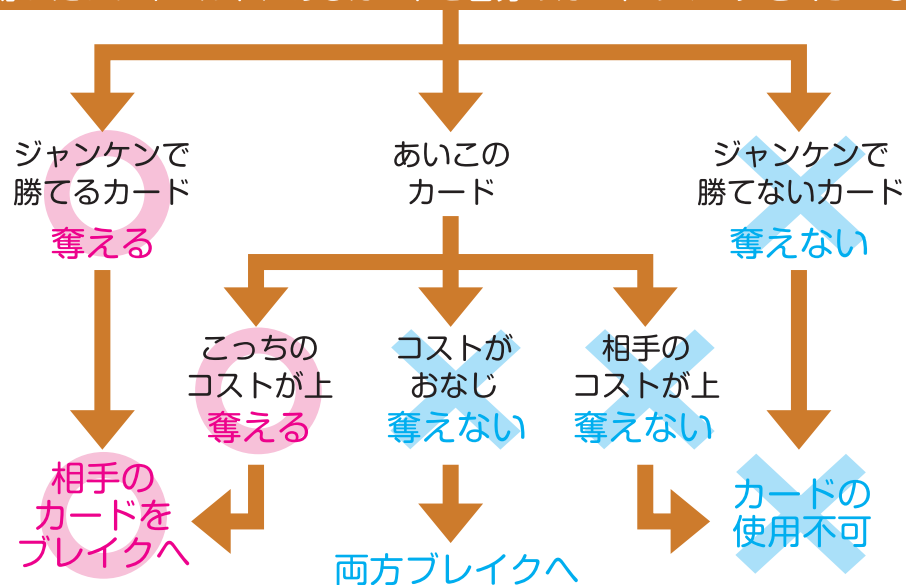 ジャンケンで
勝てるカード
奪える
あいこの
カード
ジャンケンで
勝てないカード
奪えない
こっちの
コストが上
奪える
コストが
おなじ
奪えない
相手の
コストが上
奪えない
相手の
カードを
ブレイクへ
両方ブレイクへ
カードの
使用不可